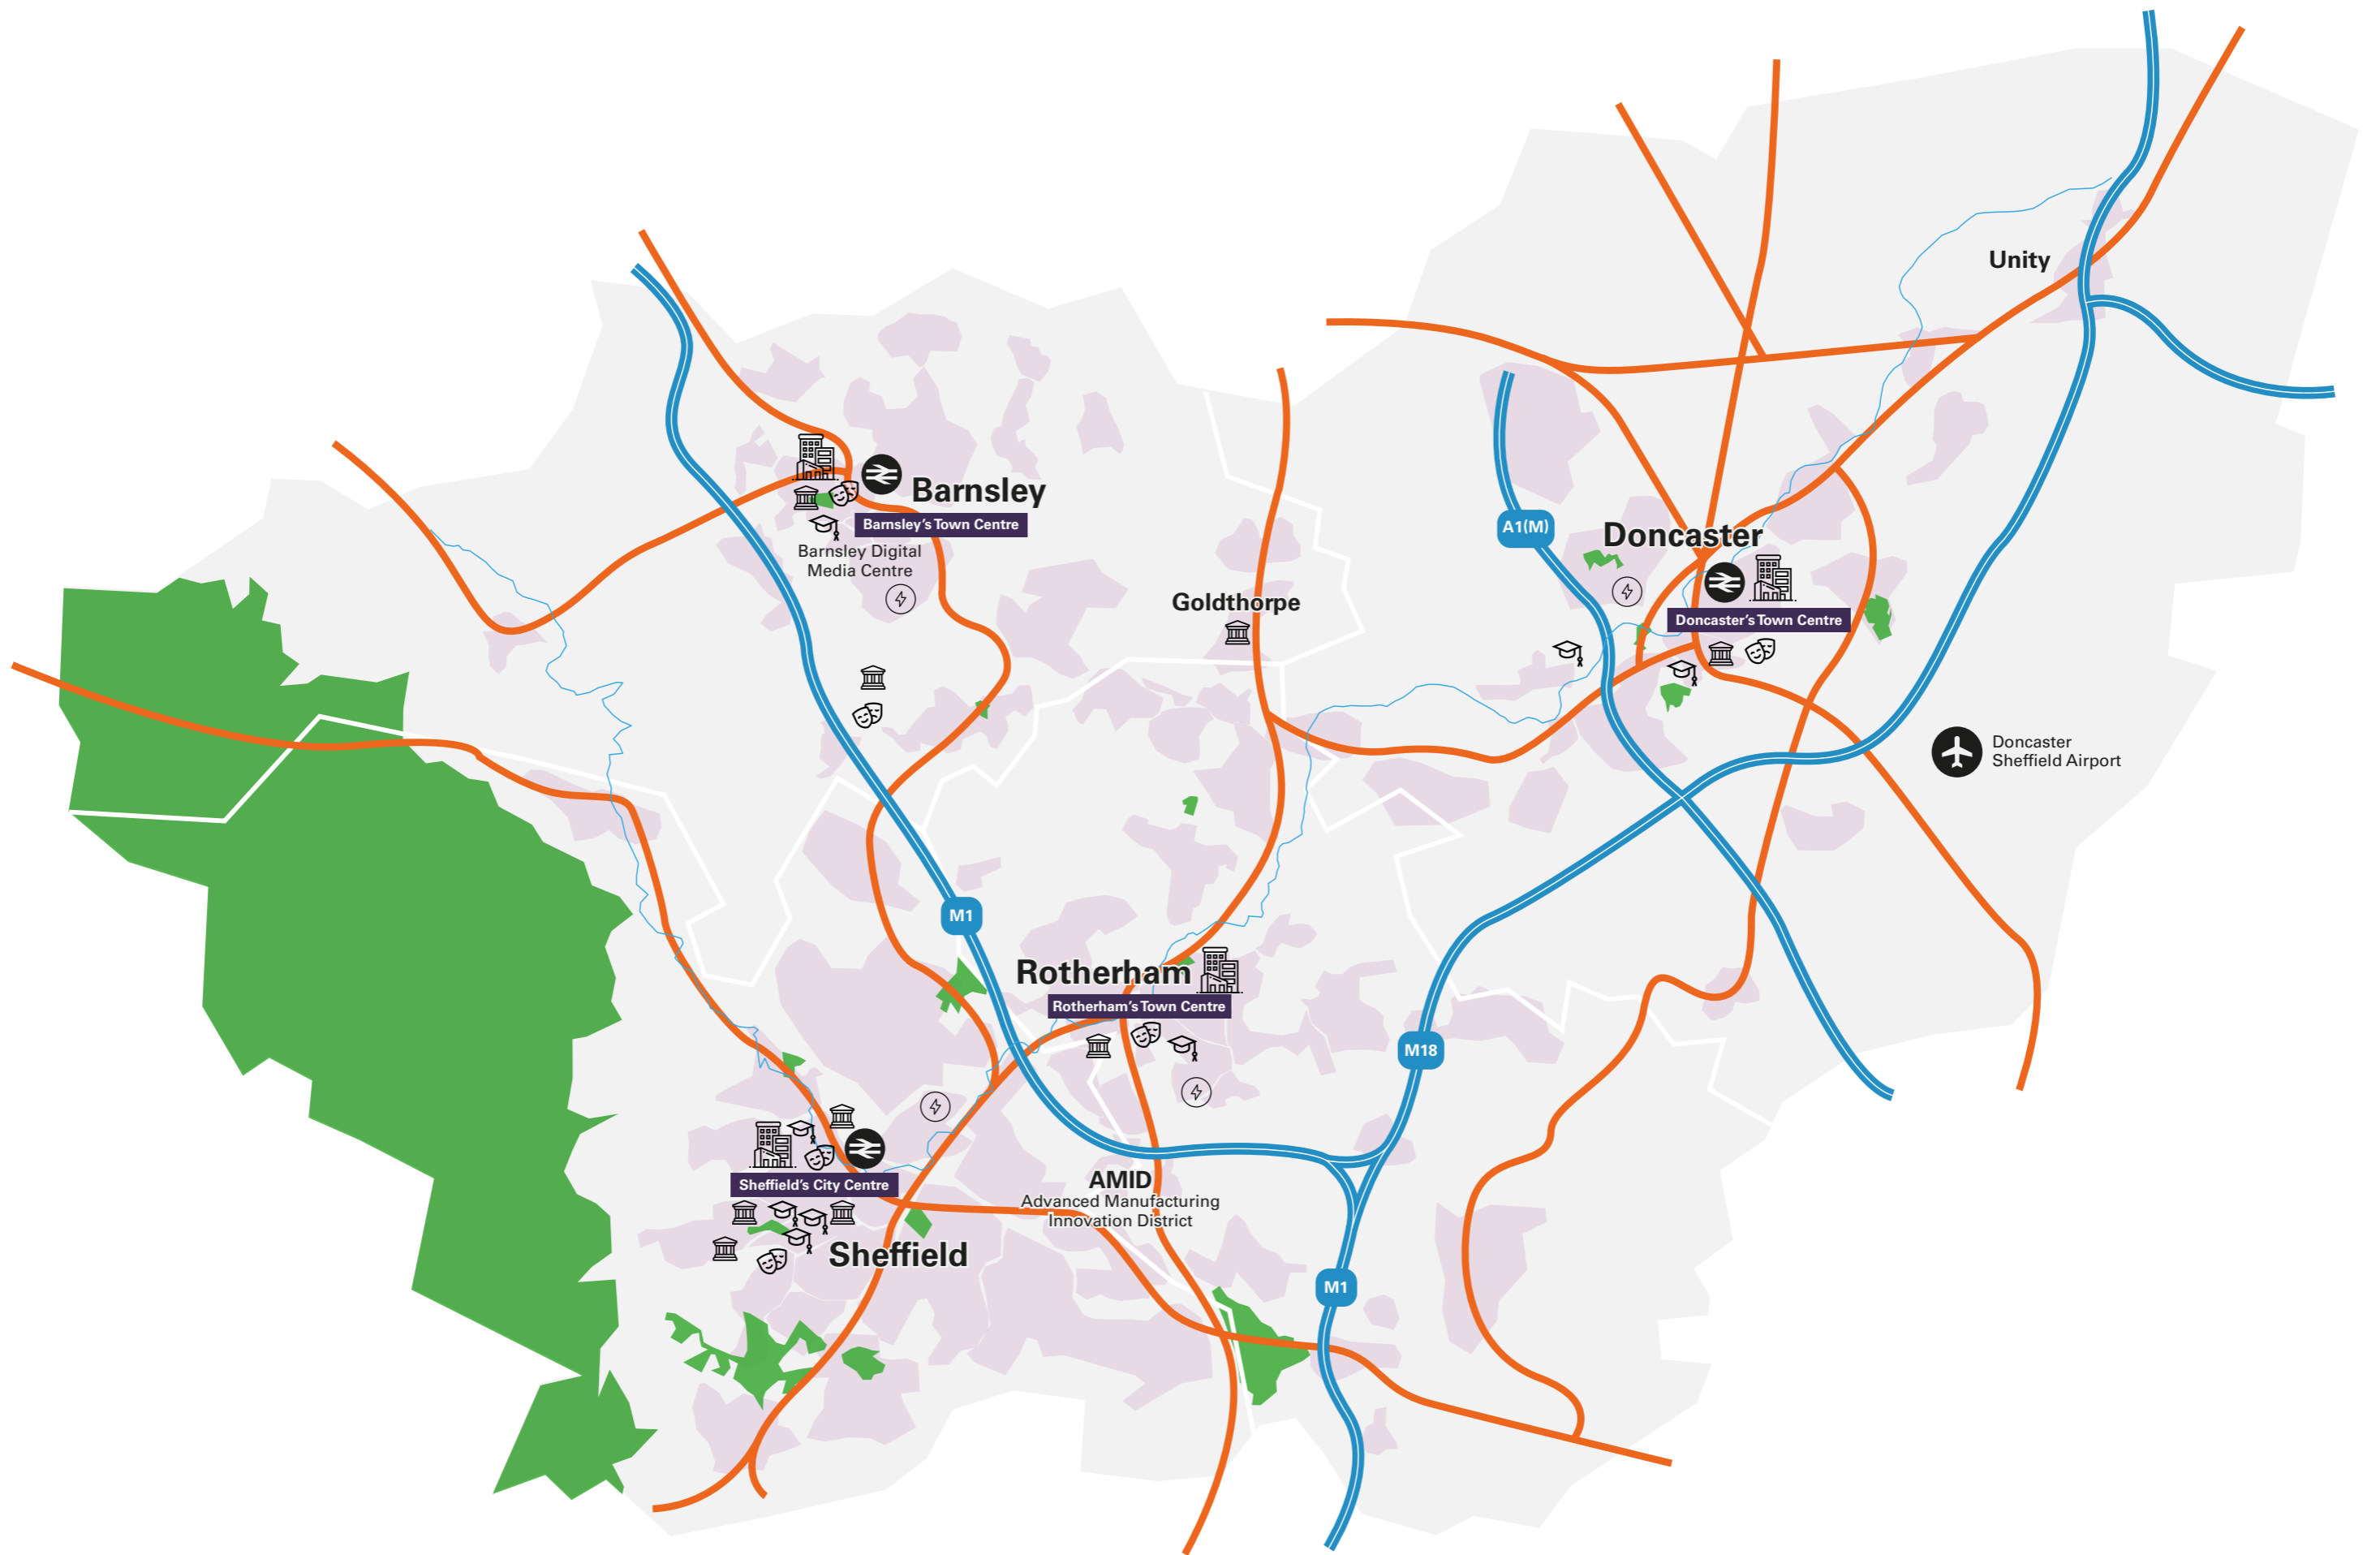 Unity
Barnsley
Barnsley's Town Centre
Barnsley Digital
Media Centre
A1(M)
Doncaster
Doncaster's Town Centre
Goldthorpe
Doncaster
Sheffield Airport
M1
Rotherham
Rotherham's Town Centre
M18
AMID
Advanced Manufacturing
Innovation District
Sheffield's City Centre
Sheffield
M1